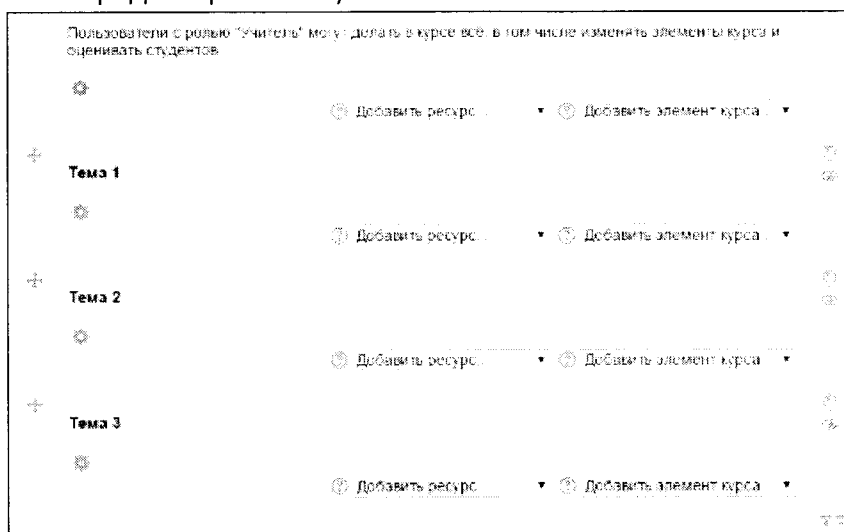 Пользователи с ролью "Учитель" могут делать в курсе всё, в том числе изменять элементы курса и
оценивать студентов
Добавить ресурс... Добавить элемент курса...
Тема 1
Добавить ресурс... Добавить элемент курса...
Тема 2
Добавить ресурс... Добавить элемент курса...
Тема 3
Добавить ресурс... Добавить элемент курса...